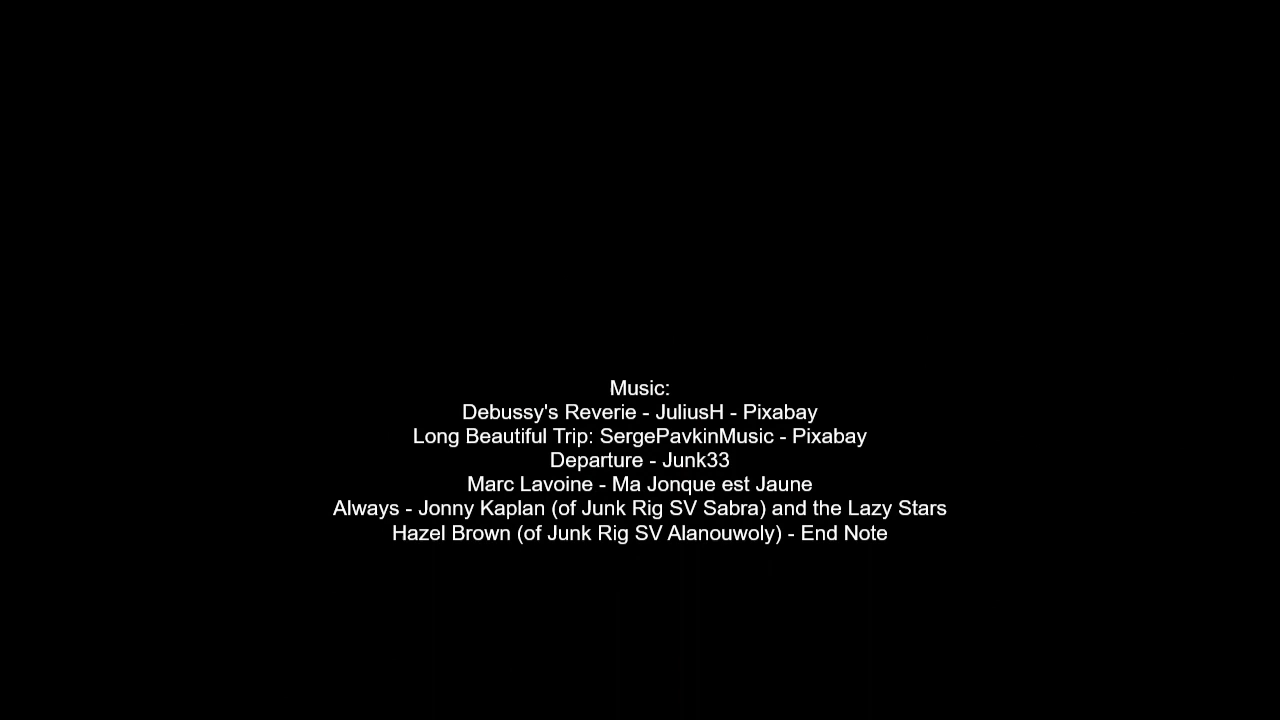 Music:
Debussy's Reverie - JuliusH - Pixabay
Long Beautiful Trip: SergePavkinMusic - Pixabay
Departure - Junk33
Marc Lavoine - Ma Jonque est Jaune
Always - Jonny Kaplan (of Junk Rig SV Sabra) and the Lazy Stars
Hazel Brown (of Junk Rig SV Alanouwoly) - End Note